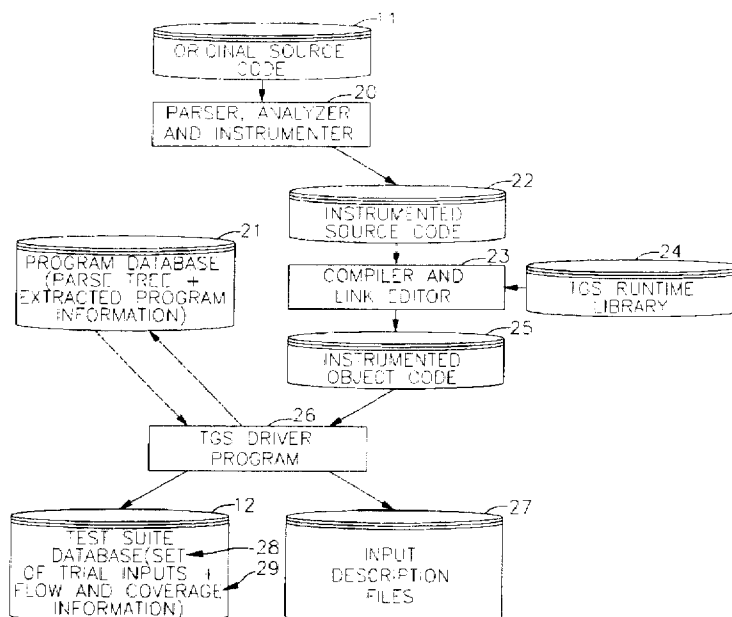 11
ORIGINAL SOURCE
CODE
20
PARSER, ANALYZER
AND INSTRUMENTER
22
INSTRUMENTED
SOURCE CODE
21
PROGRAM DATABASE
(PARSE TREE +
EXTRACTED PROGRAM
INFORMATION)
23
COMPILER AND
LINK EDITOR
24
TGS RUNTIME
LIBRARY
25
INSTRUMENTED
OBJECT CODE
26
TGS DRIVER
PROGRAM
12
TEST SUITE
DATABASE(SET
OF TRIAL INPUTS +
FLOW AND COVERAGE
INFORMATION)
28
29
27
INPUT
DESCRIPTION
FILES